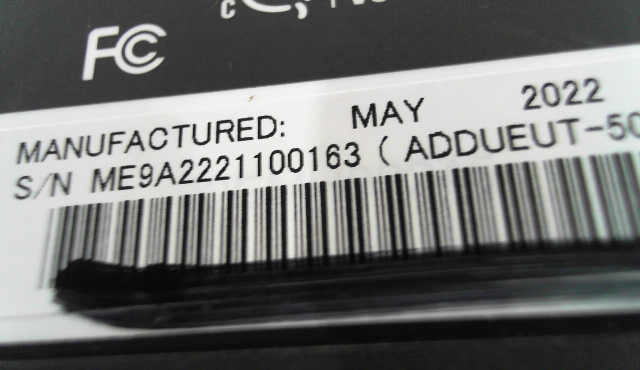 FC
MANUFACTURED: MAY 2022
S/N ME9A2221100163 ( ADDUEUT-50